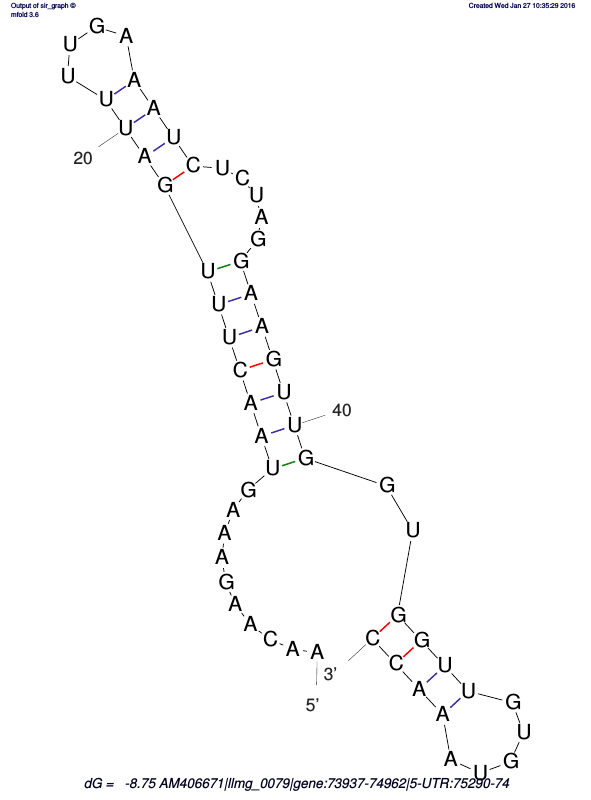 Output of sir_graph ©
mfold 3.6
Created Wed Jan 27 10:35:29 2016
G
U A
U A
U A
U U
20
A C U
G C
U
A
G
U G
U A
U A
C G
A U
A U 40
U G
G G
A
A U
A
G
A G
A C G
C A A C U
3'
5'
A U
A G
U
A G
U
dG = -8.75 AM406671|llmg_0079|gene:73937-74962|5-UTR:75290-74